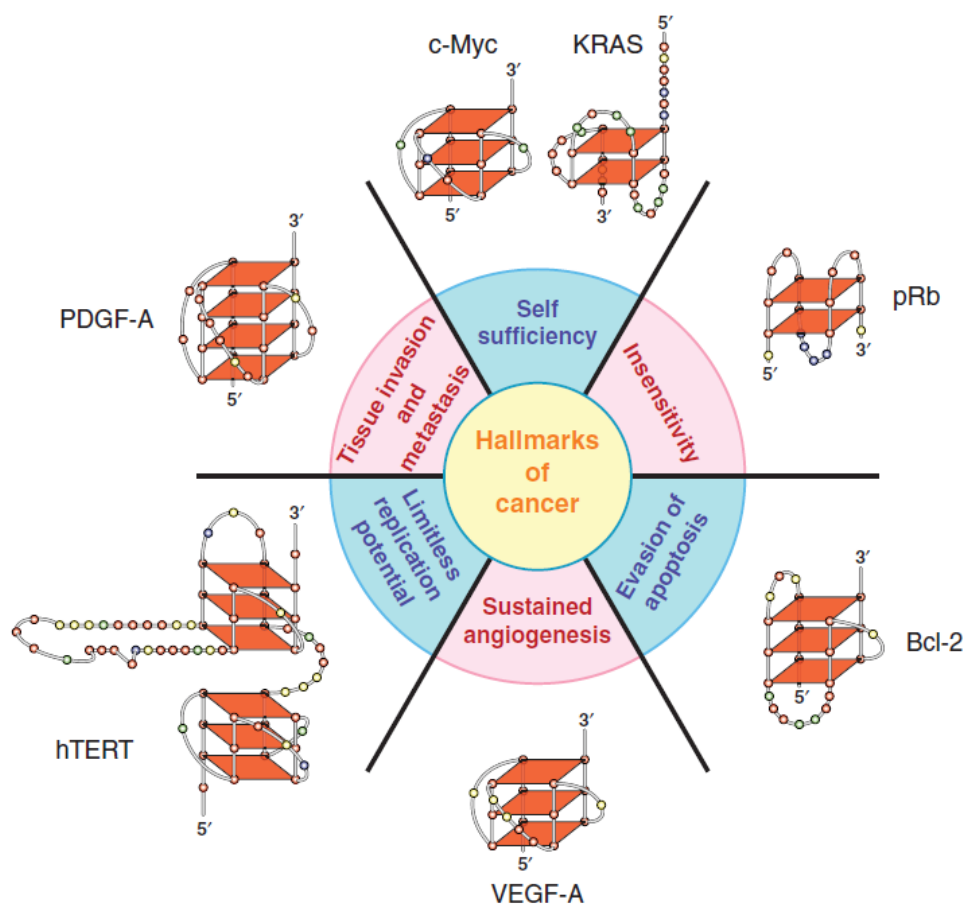 c-Myc
KRAS
5′
3′
5′
3′
3′
PDGF-A
5′
pRb
5′
3′
Self
sufficiency
Tissue invasion
and
metastasis
Insensitivity
Hallmarks
of
cancer
Limitless
replication
potential
Evasion of
apoptosis
Sustained
angiogenesis
3′
hTERT
5′
3′
Bcl-2
5′
3′
5′
VEGF-A